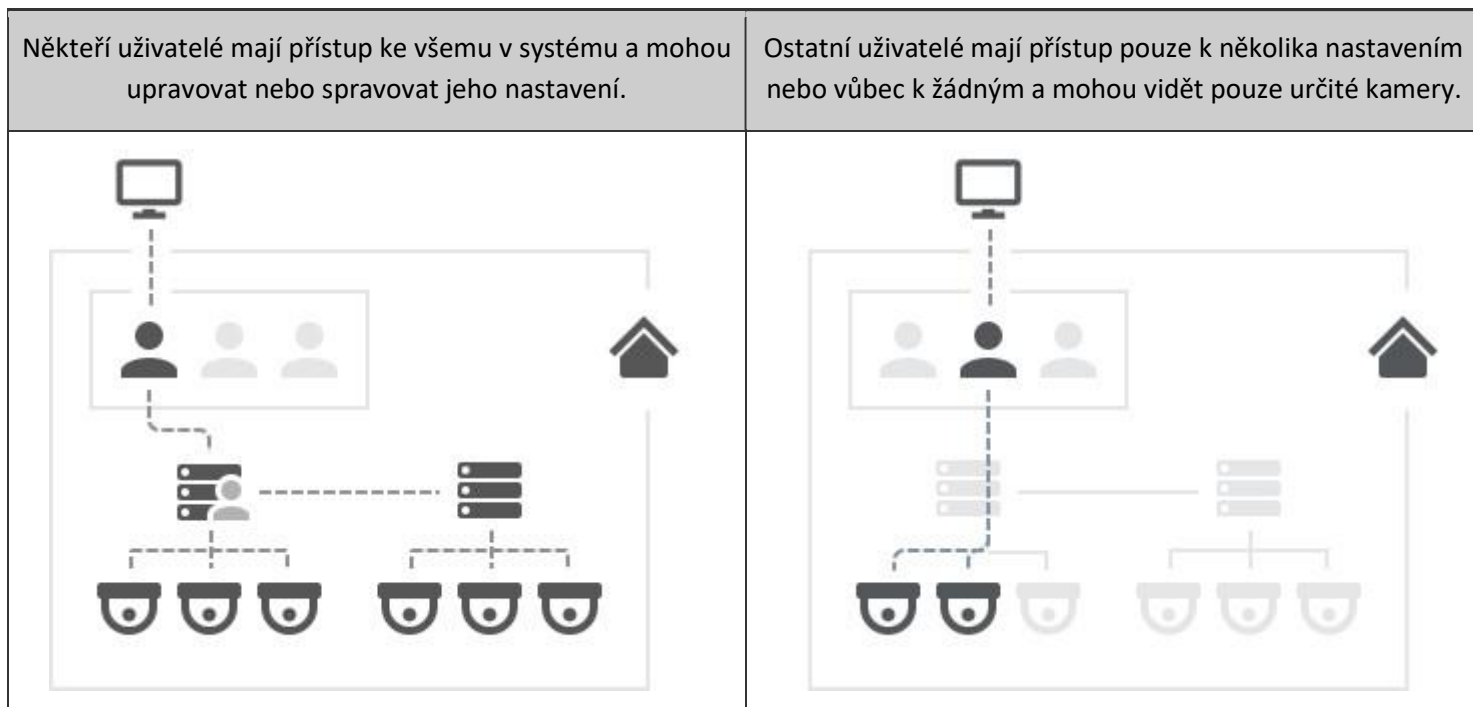 Někteří uživatelé mají přístup ke všemu v systému a mohou
upravovat nebo spravovat jeho nastavení.
Ostatní uživatelé mají přístup pouze k několika nastavením
nebo vůbec k žádným a mohou vidět pouze určité kamery.